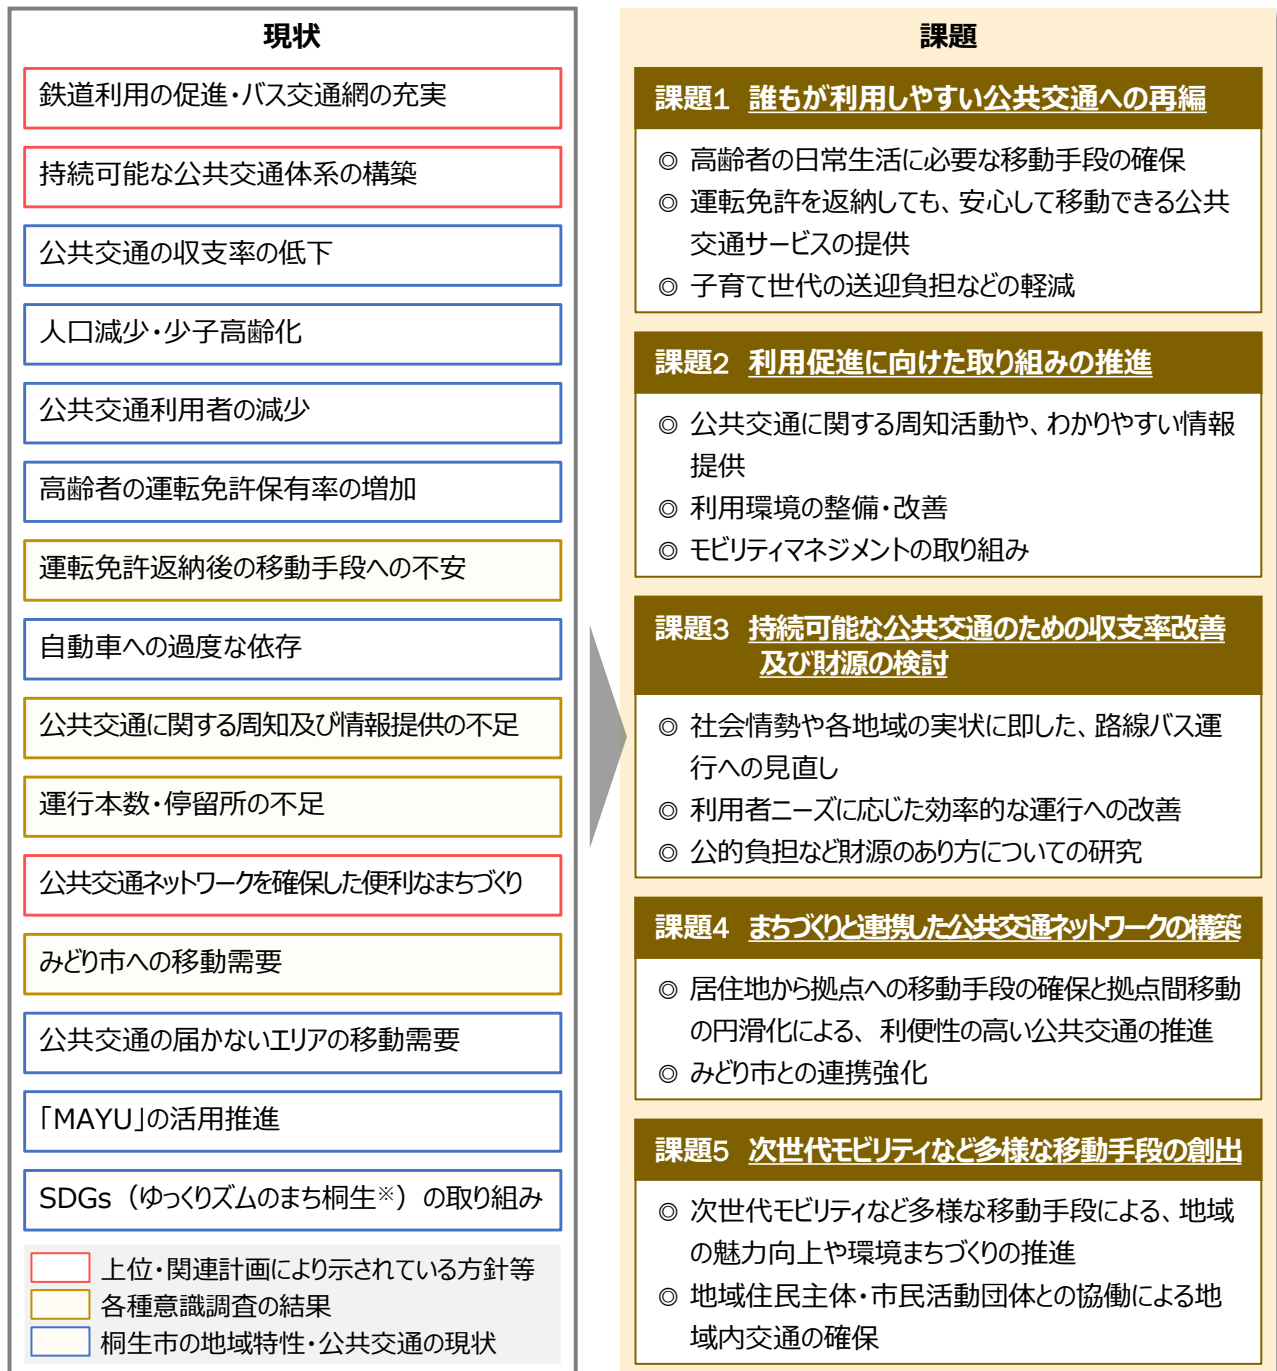 現状
鉄道利用の促進・バス交通網の充実
持続可能な公共交通体系の構築
公共交通の収支率の低下
人口減少・少子高齢化
公共交通利用者の減少
高齢者の運転免許保有率の増加
運転免許返納後の移動手段への不安
自動車への過度な依存
公共交通に関する周知及び情報提供の不足
運行本数・停留所の不足
公共交通ネットワークを確保した便利なまちづくり
みどり市への移動需要
公共交通の届かないエリアの移動需要
「MAYU」の活用推進
SDGs（ゆっくりズムのまち桐生※）の取り組み
上位・関連計画により示されている方針等
各種意識調査の結果
桐生市の地域特性・公共交通の現状
課題
課題1 誰もが利用しやすい公共交通への再編
◎ 高齢者の日常生活に必要な移動手段の確保
◎ 運転免許を返納しても、安心して移動できる公共
交通サービスの提供
◎ 子育て世代の送迎負担などの軽減
課題2 利用促進に向けた取り組みの推進
◎ 公共交通に関する周知活動や、わかりやすい情報
提供
◎ 利用環境の整備・改善
◎ モビリティマネジメントの取り組み
課題3 持続可能な公共交通のための収支率改善
及び財源の検討
◎ 社会情勢や各地域の実状に即した、路線バス運
行への見直し
◎ 利用者ニーズに応じた効率的な運行への改善
◎ 公的負担など財源のあり方についての研究
課題4 まちづくりと連携した公共交通ネットワークの構築
◎ 居住地から拠点への移動手段の確保と拠点間移動
の円滑化による、利便性の高い公共交通の推進
◎ みどり市との連携強化
課題5 次世代モビリティなど多様な移動手段の創出
◎ 次世代モビリティなど多様な移動手段による、地域
の魅力向上や環境まちづくりの推進
◎ 地域住民主体・市民活動団体との協働による地
域内交通の確保